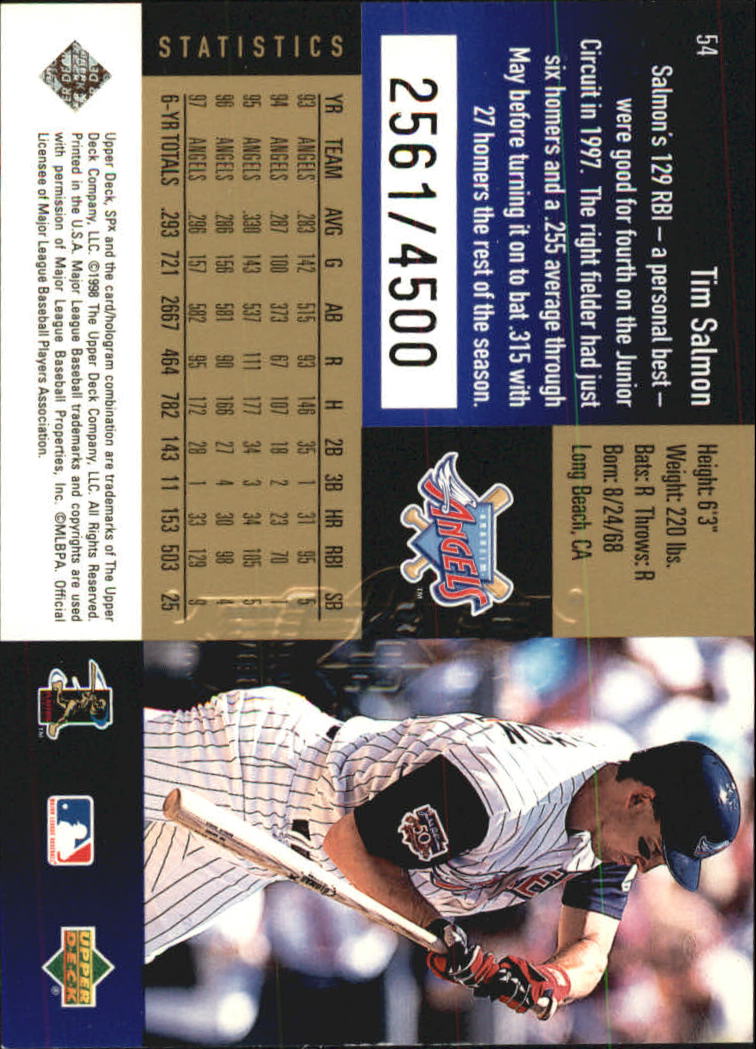 54
Tim Salmon
Salmon's 129 RBI – a personal best –
were good for fourth on the Junior
Circuit in 1997. The right fielder had just
six homers and a .255 average through
May before turning it on to bat .315 with
27 homers the rest of the season.
2561/4500
Height: 6'3"
Weight: 220 lbs.
Bats: R Throws: R
Born: 8/24/68
Long Beach, CA
ANAHEIM
ANGELS
TM
STATISTICS
YR TEAM AVG G AB R H 2B 3B HR RBI SB
93 ANGELS .283 142 515 93 146 35 1 31 95 5
94 ANGELS .287 100 373 67 107 18 2 23 70 1
95 ANGELS .330 143 537 111 177 34 3 34 105 5
96 ANGELS .286 156 581 90 166 27 4 30 98 4
97 ANGELS .296 157 582 95 172 28 1 33 129 9
6-YR TOTALS .293 721 2667 464 782 143 11 153 503 25
Upper Deck, SPX and the card/hologram combination are trademarks of The Upper
Deck Company, LLC ©1998 The Upper Deck Company, LLC. All Rights Reserved.
Printed in the U.S.A. Major League Baseball trademarks and copyrights are used
with permission of Major League Baseball Properties, Inc. ©MLBPA. Official
Licensee of Major League Baseball Players Association.
50
TM
MAJOR LEAGUE BASEBALL
UPPER
DECK
®